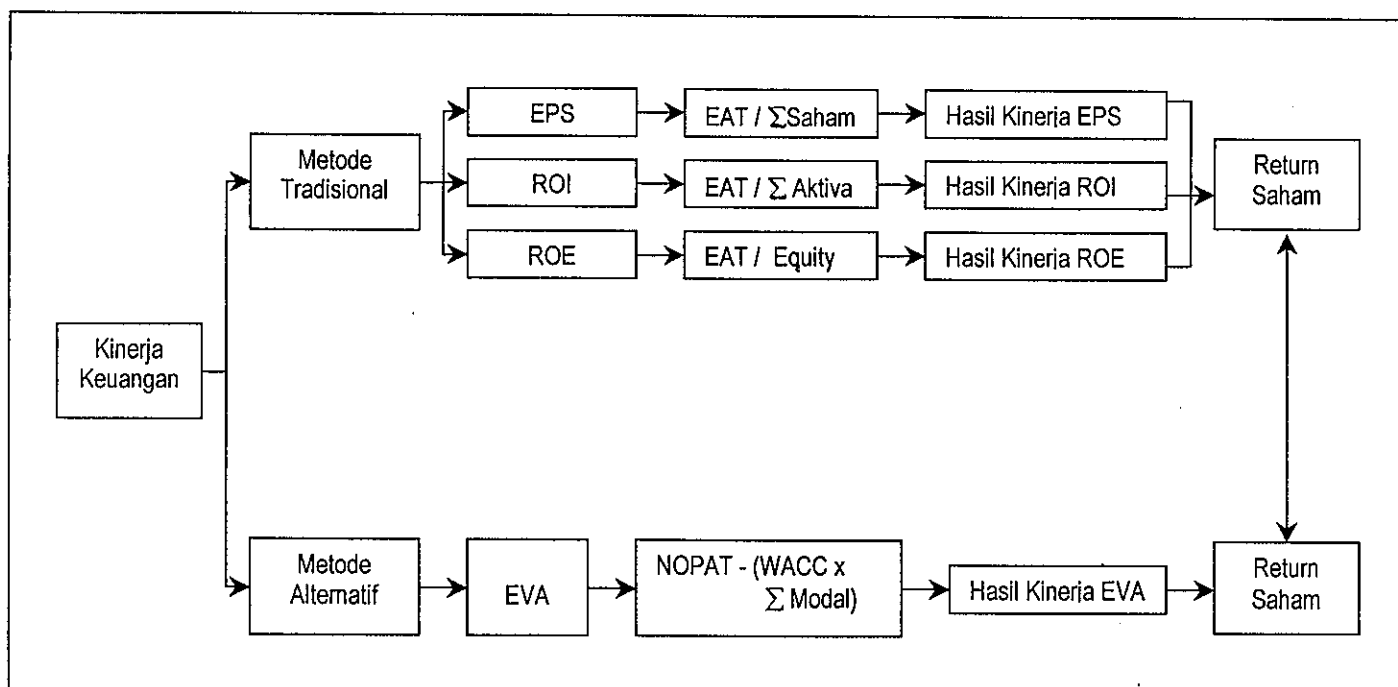 EPS
EAT / ∑Saham
Hasil Kinerja EPS
Metode
Tradisional
ROI
EAT / ∑ Aktiva
Hasil Kinerja ROI
Return
Saham
ROE
EAT / Equity
Hasil Kinerja ROE
Kinerja
Keuangan
Metode
Alternatif
EVA
NOPAT - (WACC x
∑ Modal)
Hasil Kinerja EVA
Return
Saham